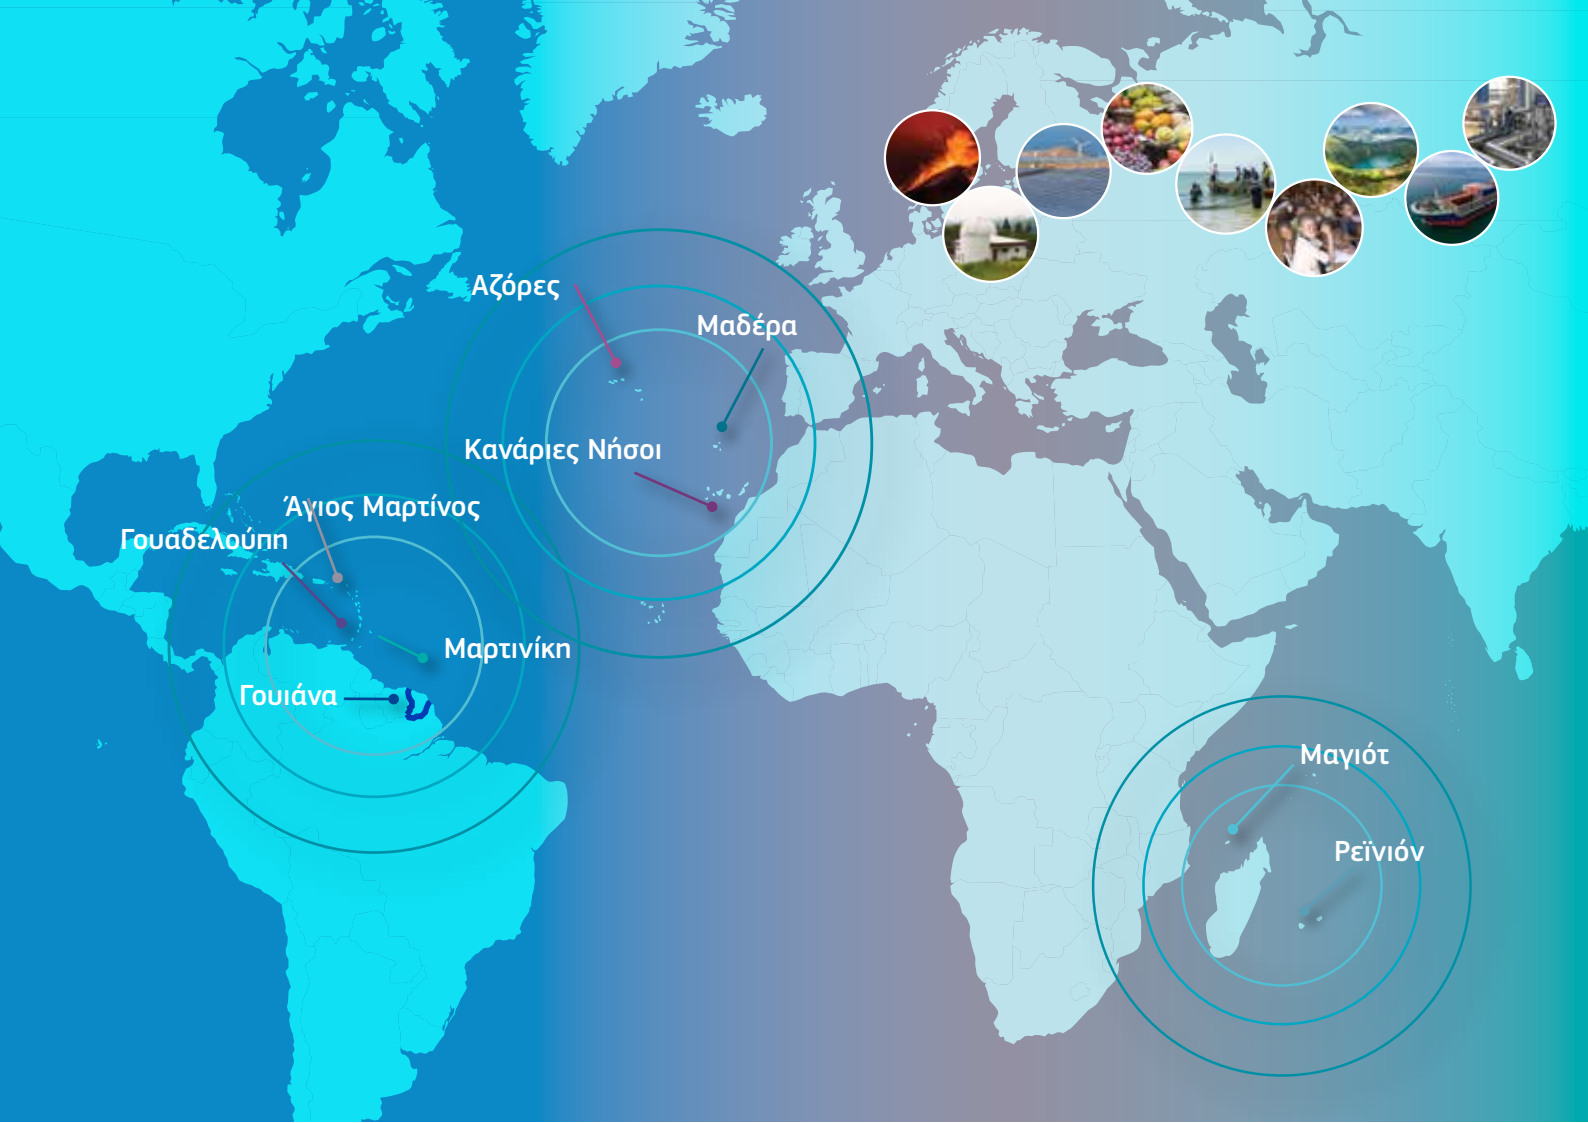 Αζόρες
Μαδέρα
Κανάριες Νήσοι
Άγιος Μαρτίνος
Γουαδελούπη
Μαρτινίκη
Γουιάνα
Μαγιότ
Ρεϊνιόν